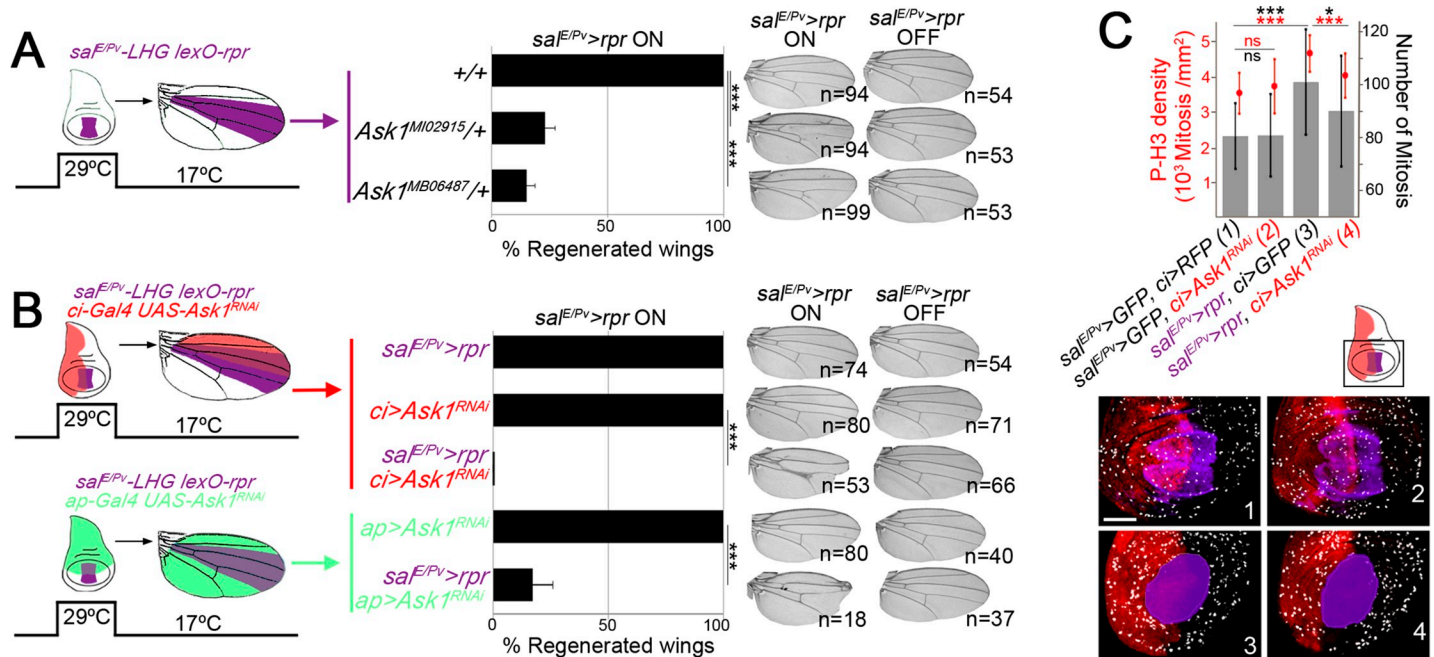 A
sal^E/Pv-LHG lexO-rpr
29ºC
17ºC
sal^E/Pv>rpr ON
+/+
Ask1^MI02915/+
Ask1^MB06487/+
***
***
0
50
100
% Regenerated wings
sal^E/Pv>rpr
ON
sal^E/Pv>rpr
OFF
n=94
n=54
n=94
n=53
n=99
n=53
B
sal^E/Pv-LHG lexO-rpr
ci-Gal4 UAS-Ask1^RNAi
29ºC
17ºC
sal^E/Pv-LHG lexO-rpr
ap-Gal4 UAS-Ask1^RNAi
29ºC
17ºC
sal^E/Pv>rpr ON
sal^E/Pv>rpr
ci>Ask1^RNAi
sal^E/Pv>rpr
ci>Ask1^RNAi
ap>Ask1^RNAi
sal^E/Pv>rpr
ap>Ask1^RNAi
***
***
0
50
100
% Regenerated wings
sal^E/Pv>rpr
ON
sal^E/Pv>rpr
OFF
n=74
n=54
n=80
n=71
n=53
n=66
n=80
n=40
n=18
n=37
C
P-H3 density
(10^3 Mitosis /mm^2)
5
4
3
2
1
***
***
*
***
ns
ns
120
100
80
60
Number of Mitosis
sal^E/Pv>GFP, ci>RFP (1)
sal^E/Pv>GFP, ci>Ask1^RNAi (2)
sal^E/Pv>rpr, ci>GFP (3)
sal^E/Pv>rpr, ci>Ask1^RNAi (4)
1
2
3
4